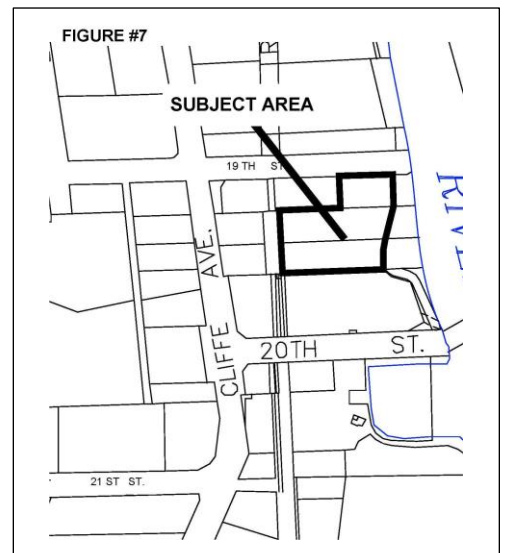 FIGURE #7
SUBJECT AREA
19 TH ST.
CLIFFE AVE.
20TH ST.
21 ST ST.